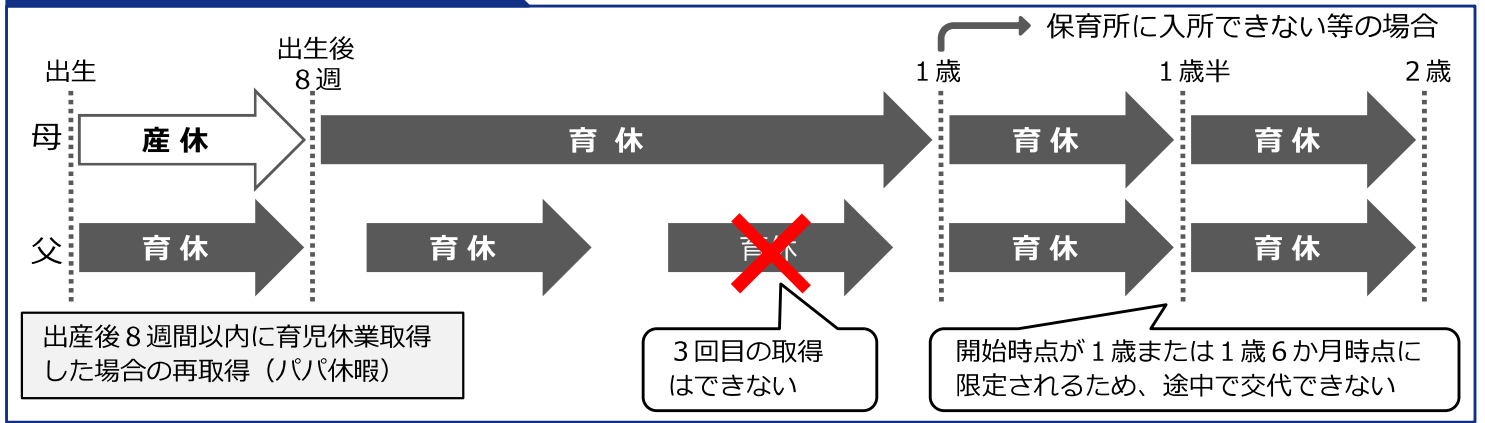 保育所に入所できない等の場合
出生
出生後
８週
１歳
１歳半
２歳
母
産 休
育 休
育 休
育 休
父
育 休
育 休
育休
育 休
育 休
出産後８週間以内に育児休業取得
した場合の再取得（パパ休暇）
３回目の取得
はできない
開始時点が１歳または１歳６か月時点に
限定されるため、途中で交代できない